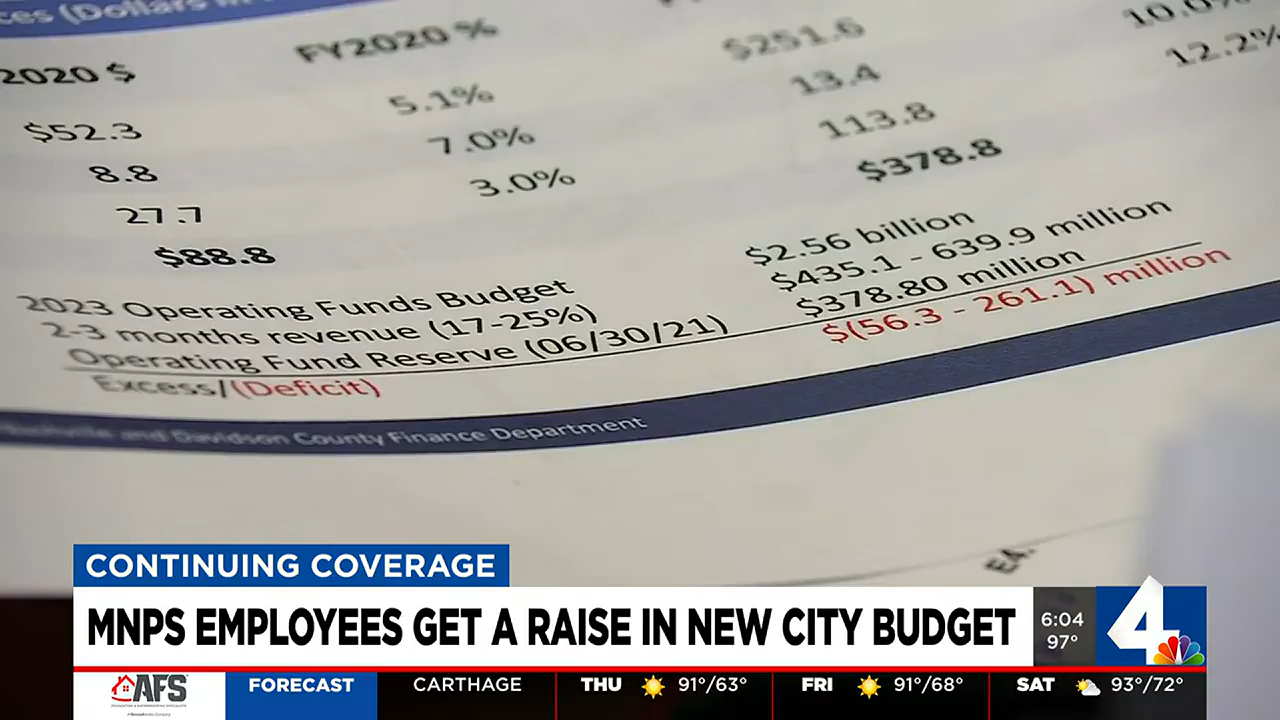 ces (Dollars in
2020 $ FY2020 % $251.6 10.0%
$52.3 5.1% 13.4 12.2%
8.8 7.0% 113.8
27.7 3.0% $378.8
$88.8
2023 Operating Funds Budget $2.56 billion
2-3 months revenue (17-25%) $435.1 - 639.9 million
Operating Fund Reserve (06/30/21) $378.80 million
Excess/(Deficit) $(56.3 - 261.1) million
Nashville and Davidson County Finance Department
E4.
CONTINUING COVERAGE
MNPS EMPLOYEES GET A RAISE IN NEW CITY BUDGET
6:04
97°
4
AFS
FORECAST CARTHAGE THU 91°/63° FRI 91°/68° SAT 93°/72°